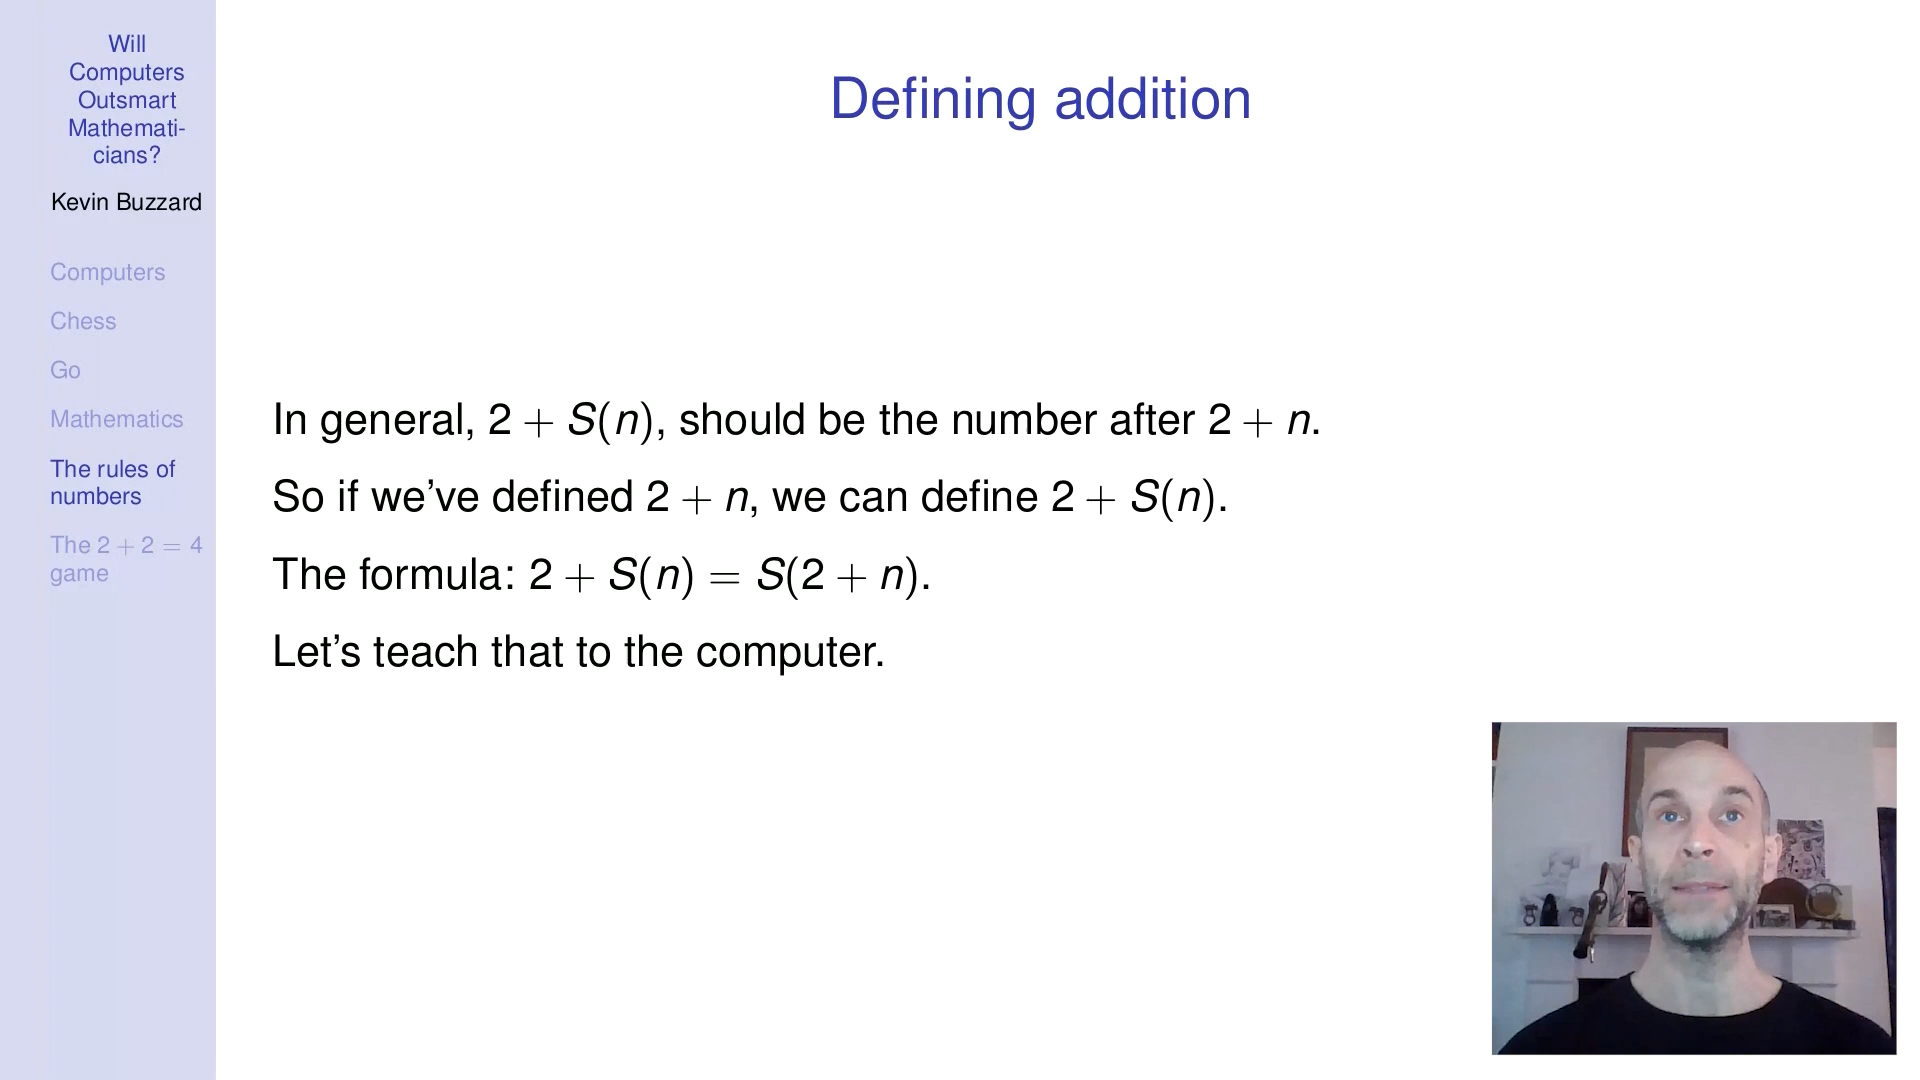 Will
Computers
Outsmart
Mathemati-
cians?
Kevin Buzzard
Computers
Chess
Go
Mathematics
The rules of
numbers
The 2 + 2 = 4
game
Defining addition
In general, 2 + S(n), should be the number after 2 + n.
So if we’ve defined 2 + n, we can define 2 + S(n).
The formula: 2 + S(n) = S(2 + n).
Let’s teach that to the computer.